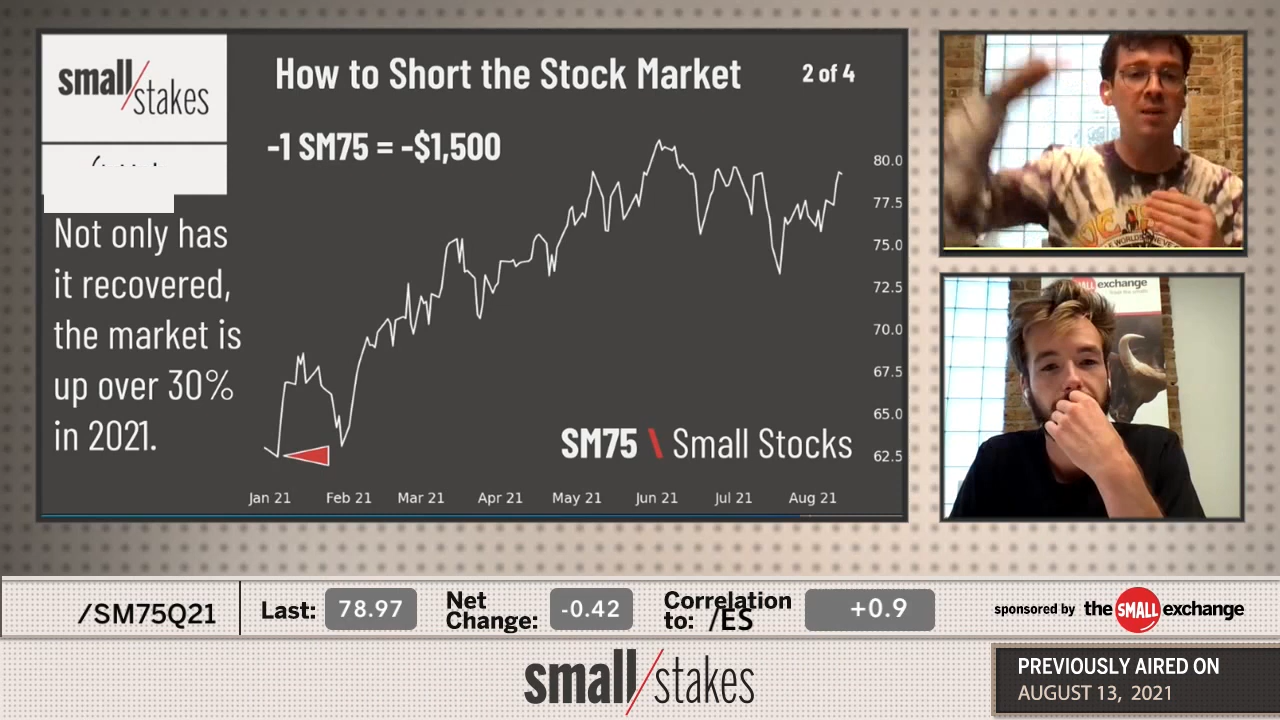 small/stakes
How to Short the Stock Market
2 of 4
-1 SM75 = -$1,500
Not only has
it recovered,
the market is
up over 30%
in 2021.
80.0
77.5
75.0
72.5
70.0
67.5
65.0
62.5
SM75 \ Small Stocks
Jan 21 Feb 21 Mar 21 Apr 21 May 21 Jun 21 Jul 21 Aug 21
SMALL exchange
/SM75Q21
Last: 78.97
Net
Change: -0.42
Correlation
to: /ES +0.9
sponsored by the SMALL exchange
small/stakes
PREVIOUSLY AIRED ON
AUGUST 13, 2021